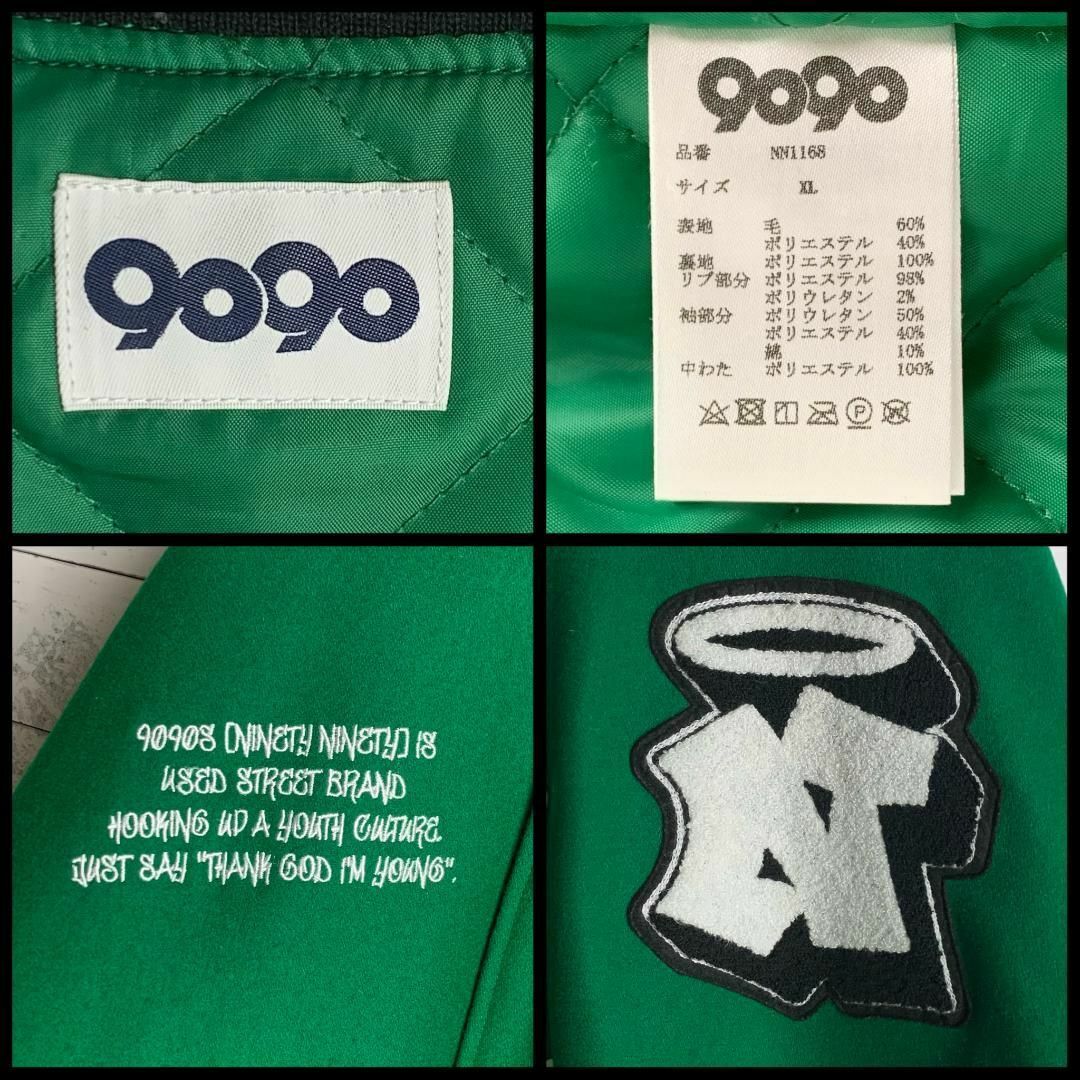 9090
9090
品番 NN1168
サイズ XL
表地 毛 60%
ポリエステル 40%
裏地 ポリエステル 100%
リブ部分 ポリエステル 98%
ポリウレタン 2%
袖部分 ポリウレタン 50%
ポリエステル 40%
綿 10%
中わた ポリエステル 100%
P W
9090S (NINETY NINETY) IS
USED STREET BRAND
HOOKING UP A YOUTH CULTURE.
JUST SAY "THANK GOD I'M YOUNG".